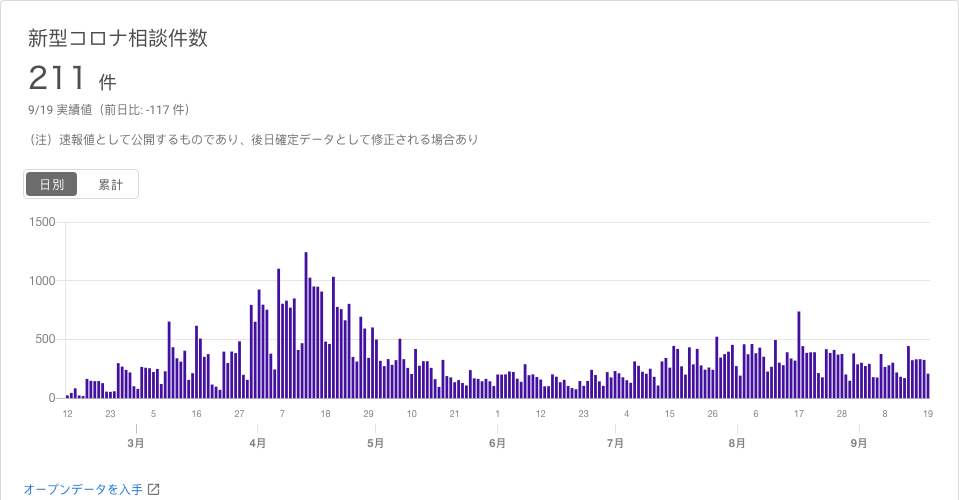 新型コロナ相談件数
211 件
9/19 実績値（前日比: -117 件）
（注）速報値として公開するものであり、後日確定データとして修正される場合あり
日別 累計
1500
1000
500
0
12 23 5 16 27 7 18 29 10 21 1 12 23 4 15 26 6 17 28 8 19
3月 4月 5月 6月 7月 8月 9月
オープンデータを入手